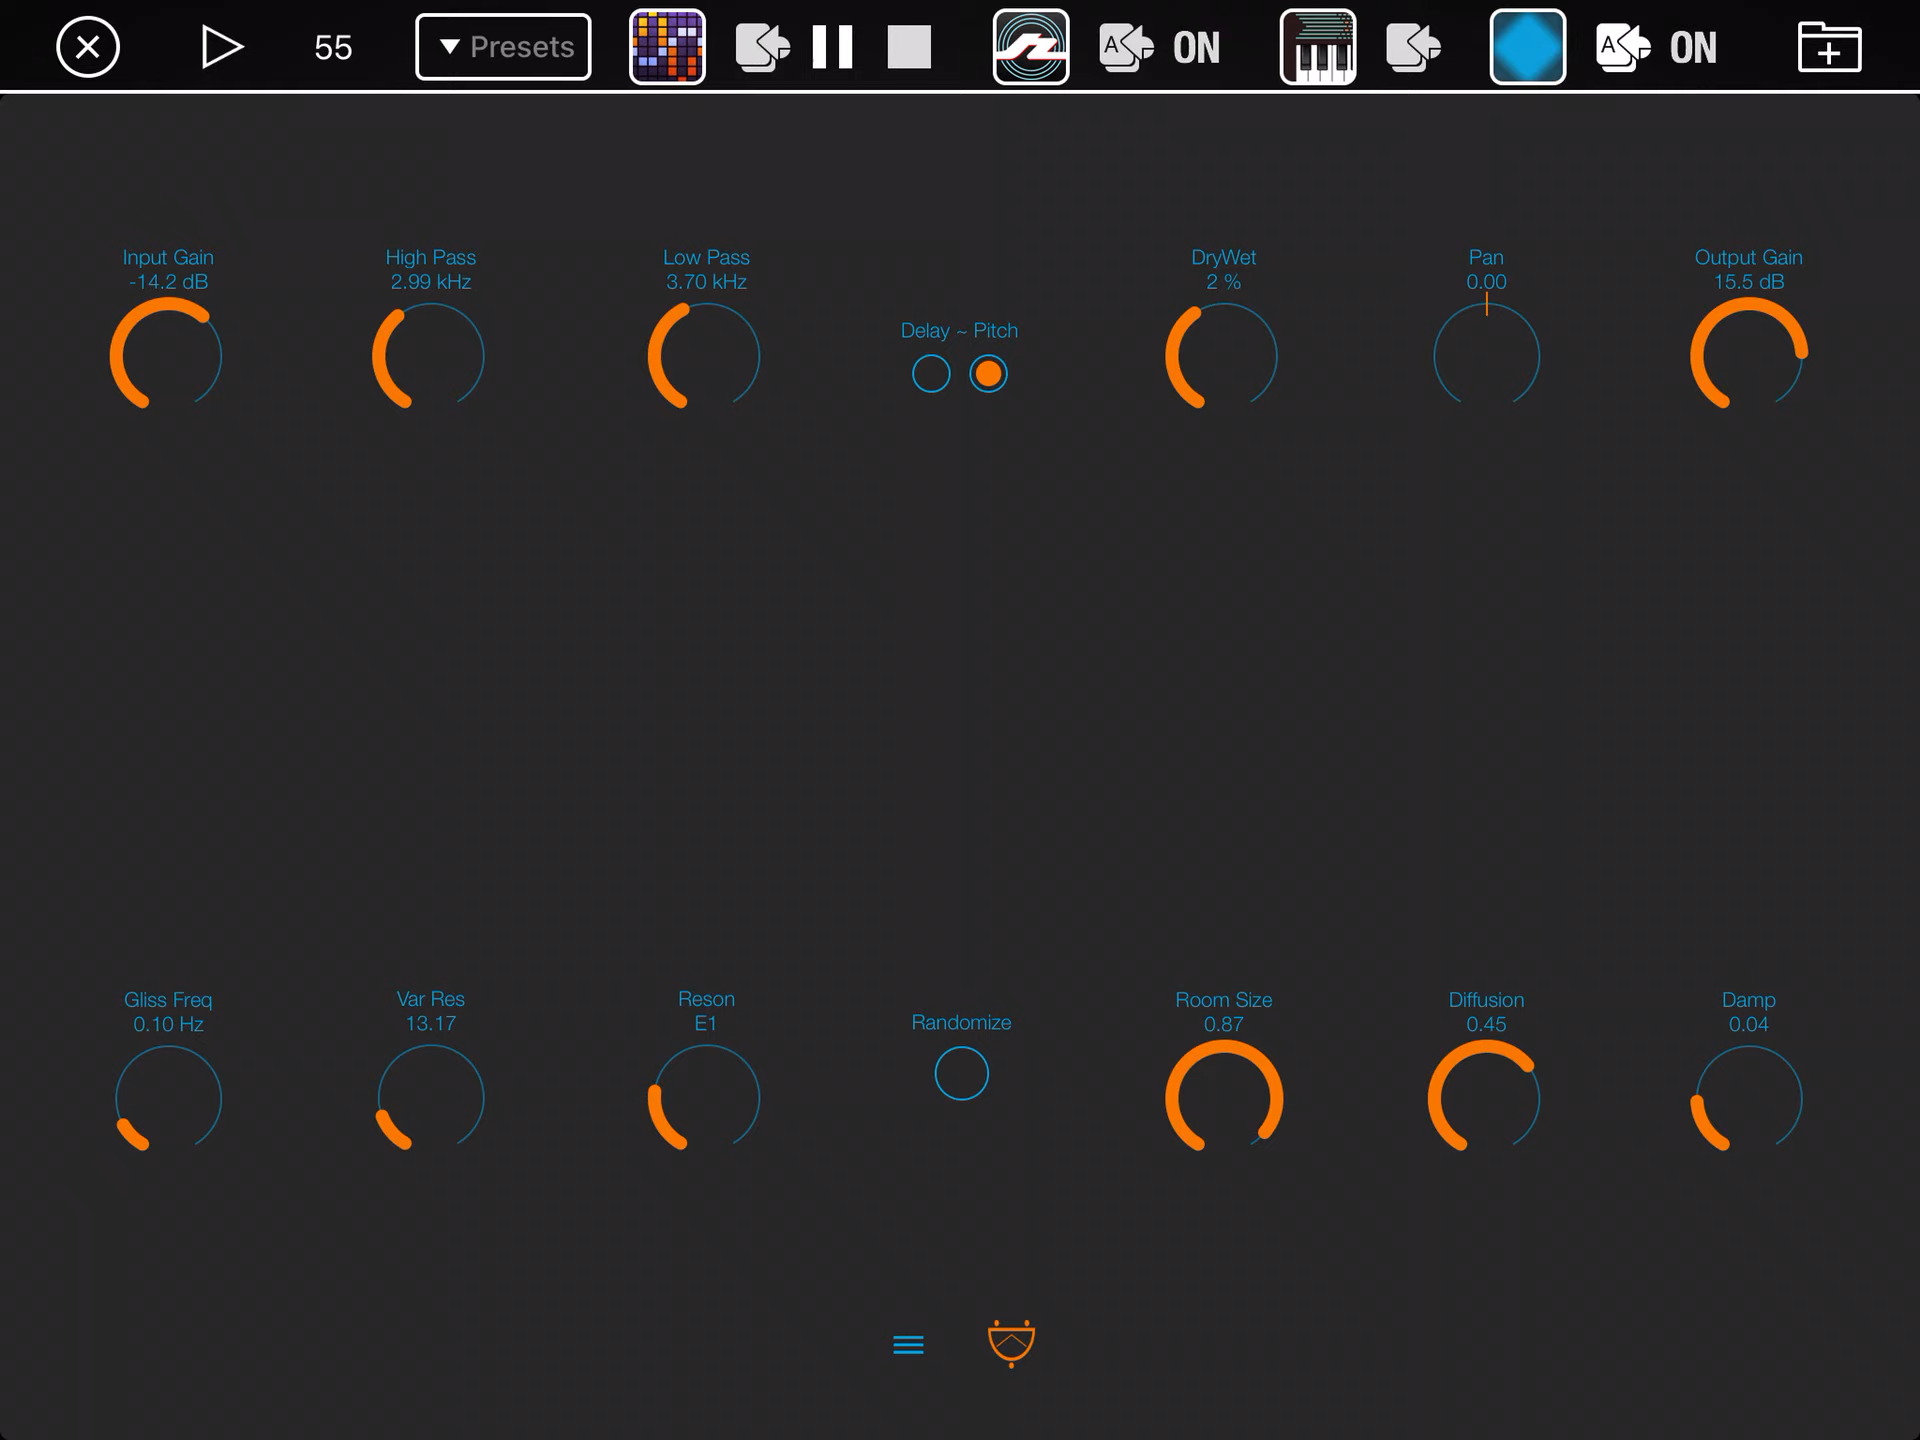 55
Presets
A
ON
A
ON
Input Gain
-14.2 dB
High Pass
2.99 kHz
Low Pass
3.70 kHz
Delay ~ Pitch
DryWet
2 %
Pan
0.00
Output Gain
15.5 dB
Gliss Freq
0.10 Hz
Var Res
13.17
Reson
E1
Randomize
Room Size
0.87
Diffusion
0.45
Damp
0.04